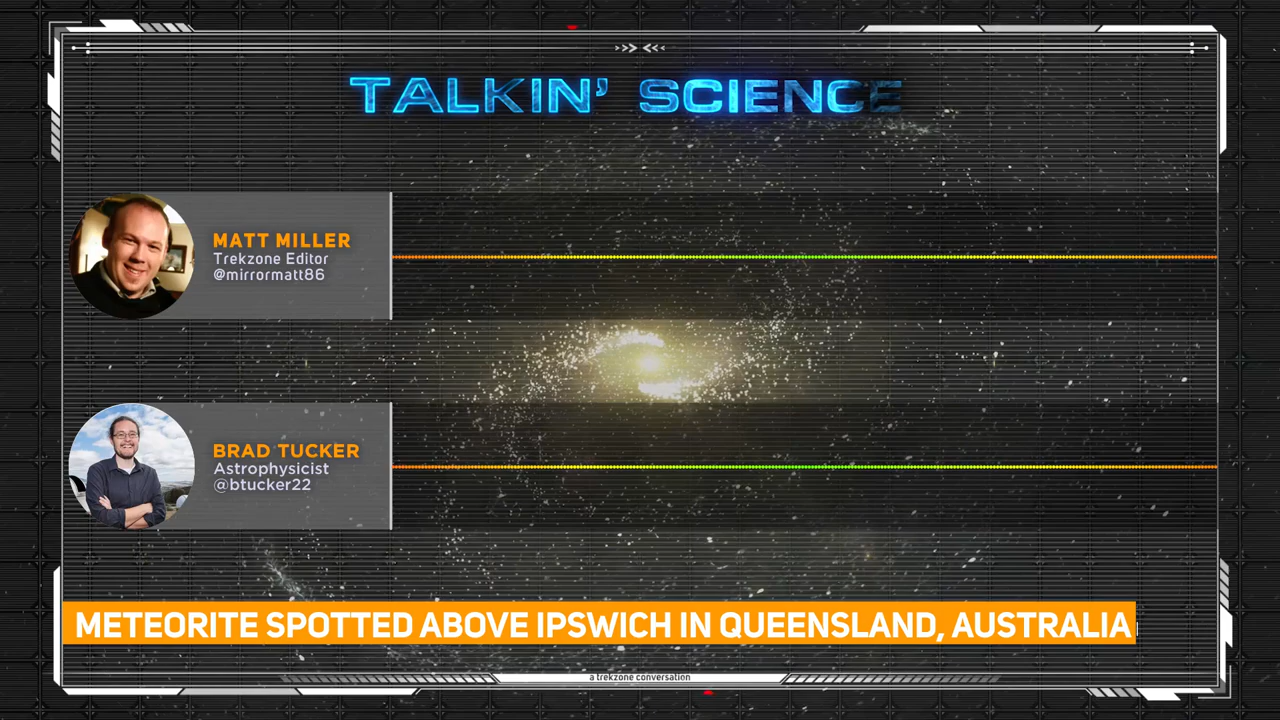 TALKIN' SCIENCE
MATT MILLER
Trekzone Editor
@mirrormatt86
BRAD TUCKER
Astrophysicist
@btucker22
METEORITE SPOTTED ABOVE IPSWICH IN QUEENSLAND, AUSTRALIA
a trekzone conversation